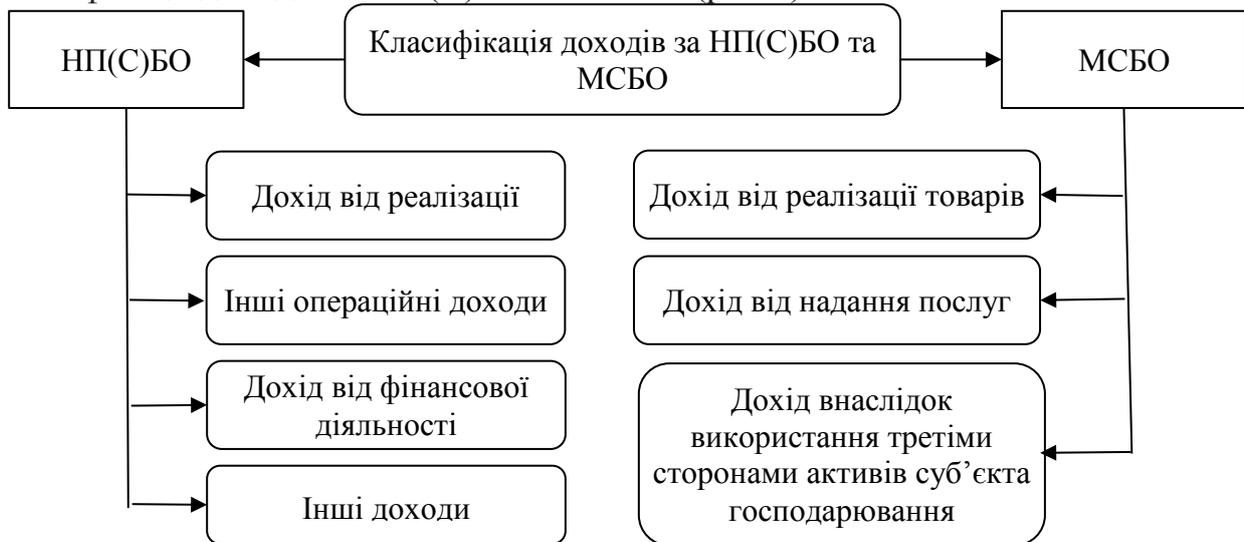 НП(С)БО
Класифікація доходів за НП(С)БО та
МСБО
МСБО
Дохід від реалізації
Інші операційні доходи
Дохід від фінансової
діяльності
Інші доходи
Дохід від реалізації товарів
Дохід від надання послуг
Дохід внаслідок
використання третіми
сторонами активів суб’єкта
господарювання